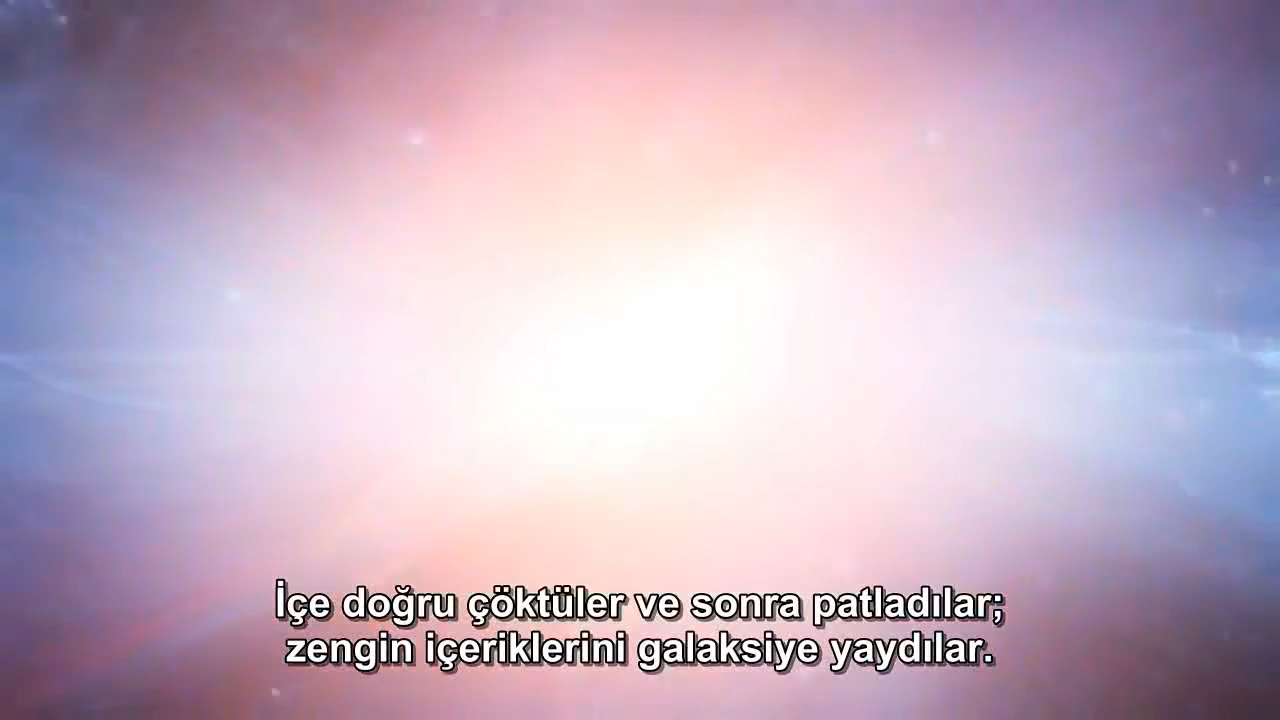 İçe doğru çöktüler ve sonra patladılar;
zengin içeriklerini galaksiye yaydılar.